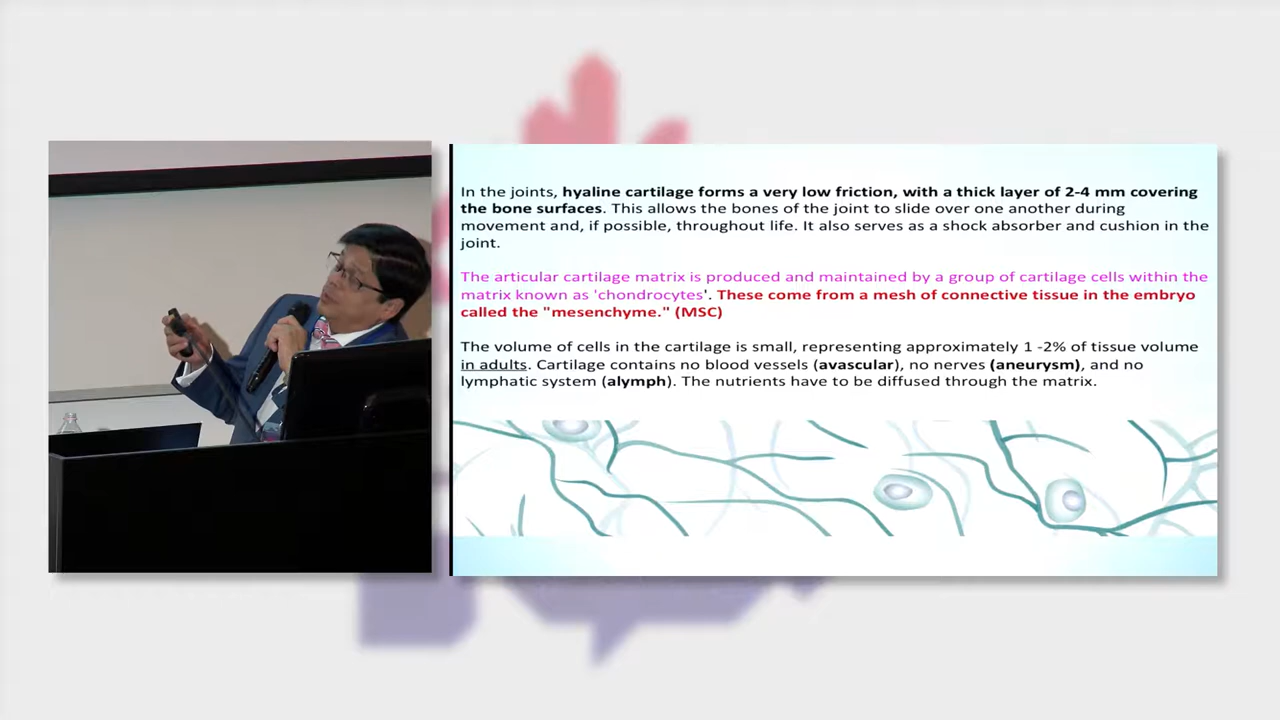 In the joints, hyaline cartilage forms a very low friction, with a thick layer of 2-4 mm covering
the bone surfaces. This allows the bones of the joint to slide over one another during
movement and, if possible, throughout life. It also serves as a shock absorber and cushion in the
joint.
The articular cartilage matrix is produced and maintained by a group of cartilage cells within the
matrix known as 'chondrocytes'. These come from a mesh of connective tissue in the embryo
called the "mesenchyme." (MSC)
The volume of cells in the cartilage is small, representing approximately 1 -2% of tissue volume
in adults. Cartilage contains no blood vessels (avascular), no nerves (aneurysm), and no
lymphatic system (alymph). The nutrients have to be diffused through the matrix.